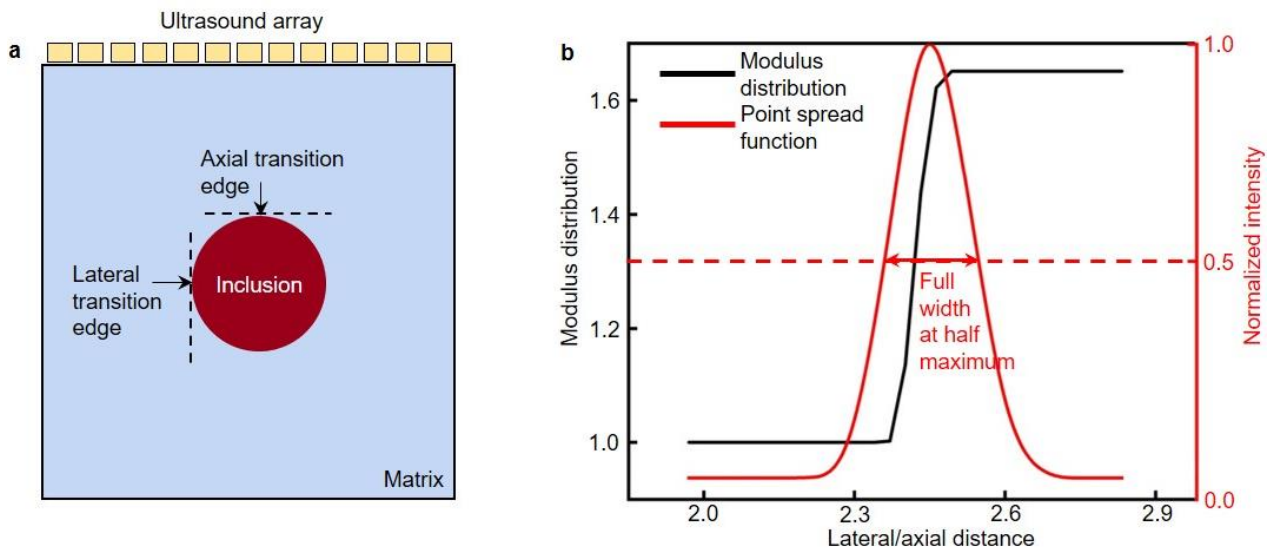 Ultrasound array
a
Axial transition
edge
Lateral
transition
edge
Inclusion
Matrix
b
Modulus
distribution
Point spread
function
Full
width
at half
maximum
Modulus distribution
1.6
1.4
1.2
1.0
1.0
0.5
0.0
Normalized intensity
2.0 2.3 2.6 2.9
Lateral/axial distance